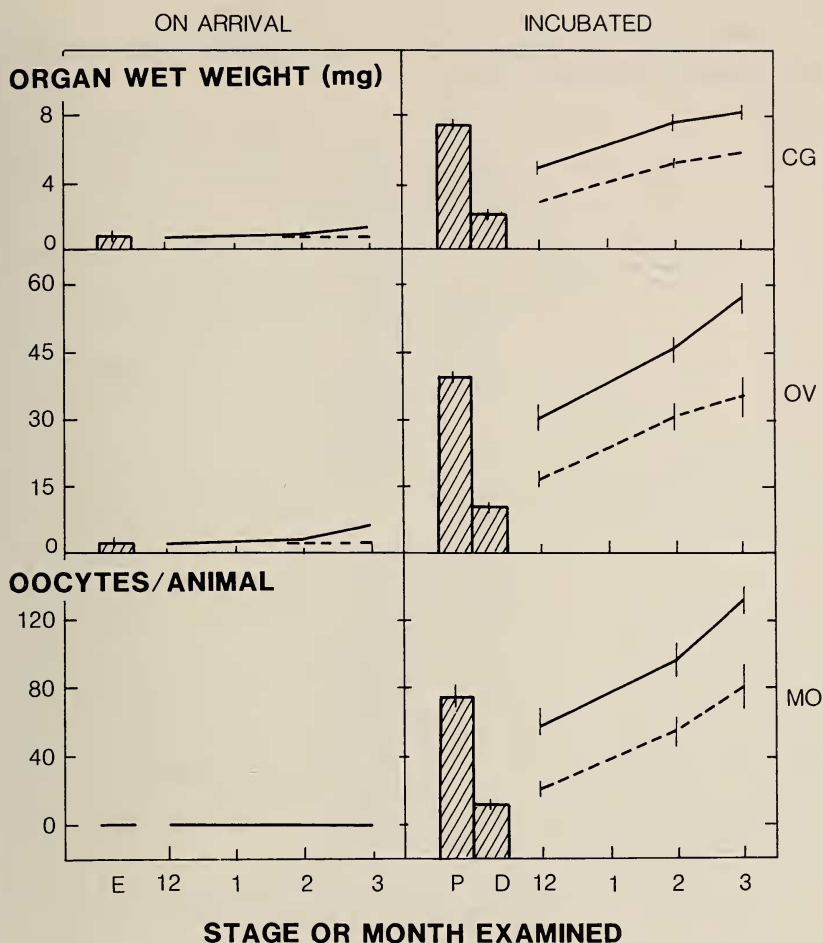 ON ARRIVAL INCUBATED
ORGAN WET WEIGHT (mg)
8
4
0
CG
60
45
30
15
0
OV
OOCYTES/ANIMAL
120
80
40
0
MO
E 12 1 2 3 P D 12 1 2 3
STAGE OR MONTH EXAMINED